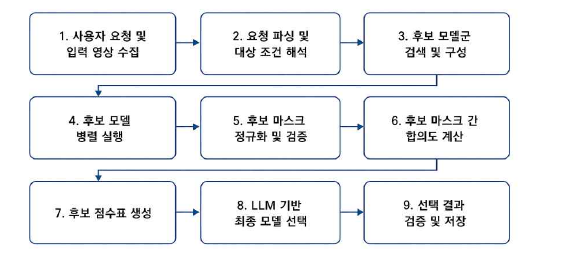 1. 사용자 요청 및
입력 영상 수집
2. 요청 파싱 및
대상 조건 해석
3. 후보 모델군
검색 및 구성
4. 후보 모델
병렬 실행
5. 후보 마스크
정규화 및 검증
6. 후보 마스크 간
합의도 계산
7. 후보 점수표 생성
8. LLM 기반
최종 모델 선택
9. 선택 결과
검증 및 저장